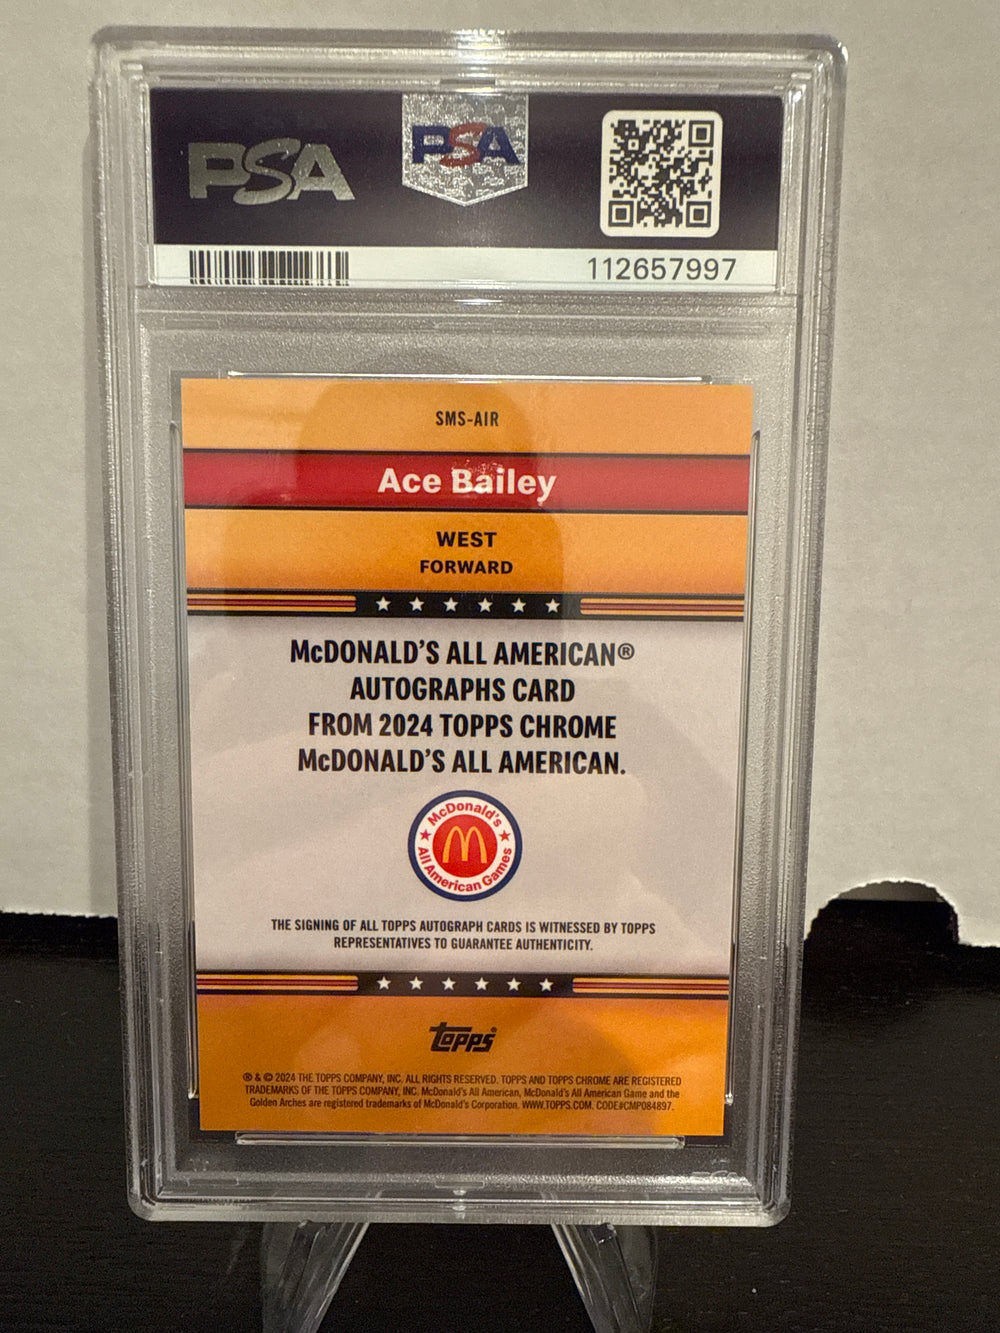 PSA
PSA
112657997
SMS-AIR
Ace Bailey
WEST
FORWARD
McDONALD'S ALL AMERICAN®
AUTOGRAPHS CARD
FROM 2024 TOPPS CHROME
McDONALD'S ALL AMERICAN.
McDonald's
All American Games
THE SIGNING OF ALL TOPPS AUTOGRAPH CARDS IS WITNESSED BY TOPPS
REPRESENTATIVES TO GUARANTEE AUTHENTICITY.
topps
® & © 2024 THE TOPPS COMPANY, INC. ALL RIGHTS RESERVED. TOPPS AND TOPPS CHROME ARE REGISTERED
TRADEMARKS OF THE TOPPS COMPANY, INC. McDonald's All American, McDonald's All American Game and the
Golden Arches are registered trademarks of McDonald's Corporation. WWW.TOPPS.COM. CODE#CMP084897.